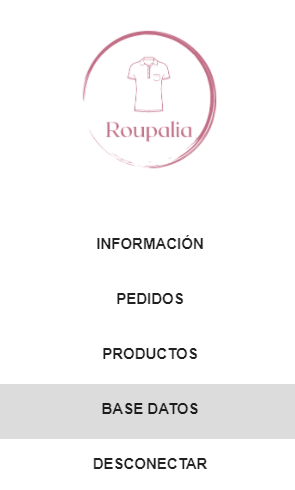 Roupalia
INFORMACIÓN
PEDIDOS
PRODUCTOS
BASE DATOS
DESCONECTAR